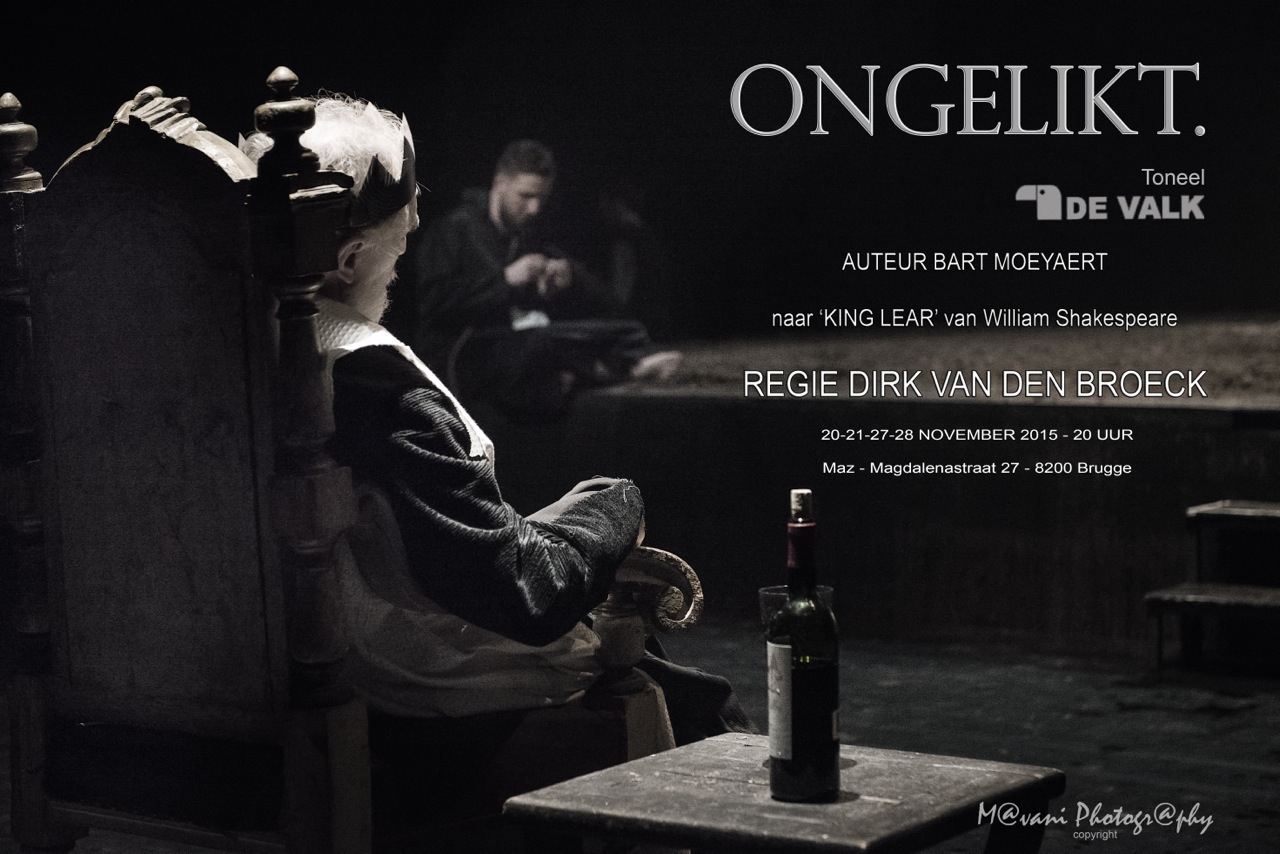 ONGELIKT.
Toneel
DE VALK
AUTEUR BART MOEYAERT
naar ‘KING LEAR’ van William Shakespeare
REGIE DIRK VAN DEN BROECK
20-21-27-28 NOVEMBER 2015 - 20 UUR
Maz - Magdalenastraat 27 - 8200 Brugge
M@vani Photogr@phy
copyright